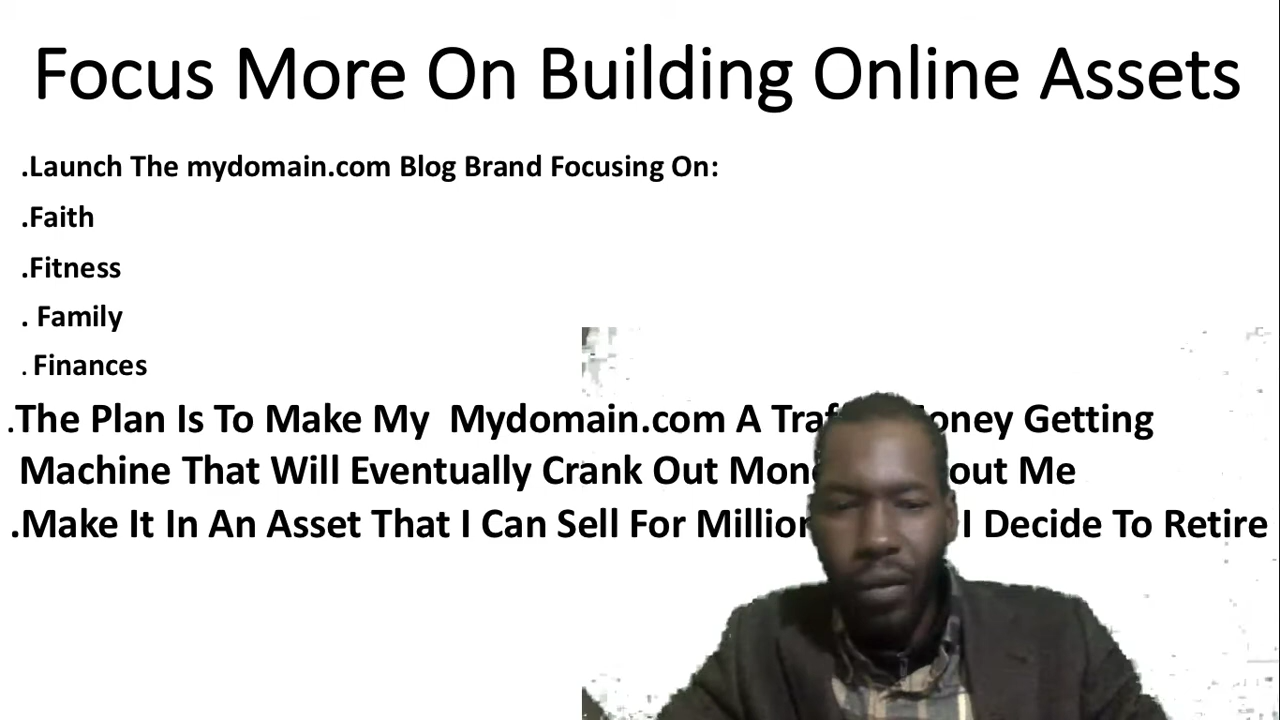 Focus More On Building Online Assets
.Launch The mydomain.com Blog Brand Focusing On:
.Faith
.Fitness
. Family
. Finances
.The Plan Is To Make My Mydomain.com A Getting
Machine That Will Eventually Crank Out Me
.Make It In An Asset That I Can Sell For I Decide To Retire